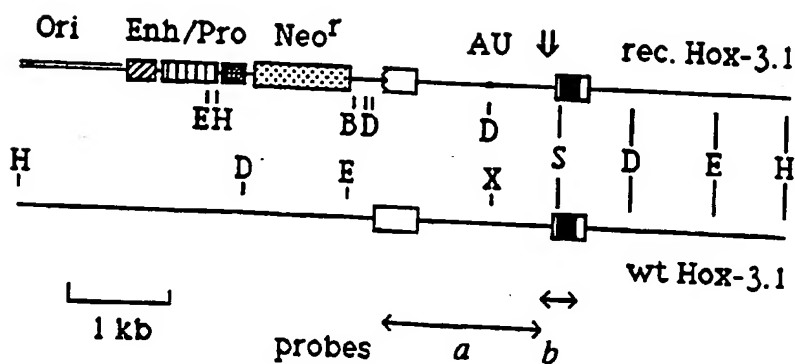 Ori Enh/Pro Neo^r AU ⇓ rec. Hox-3.1
EH BD D
H D E X S D E H
wt Hox-3.1
1 kb
probes a b